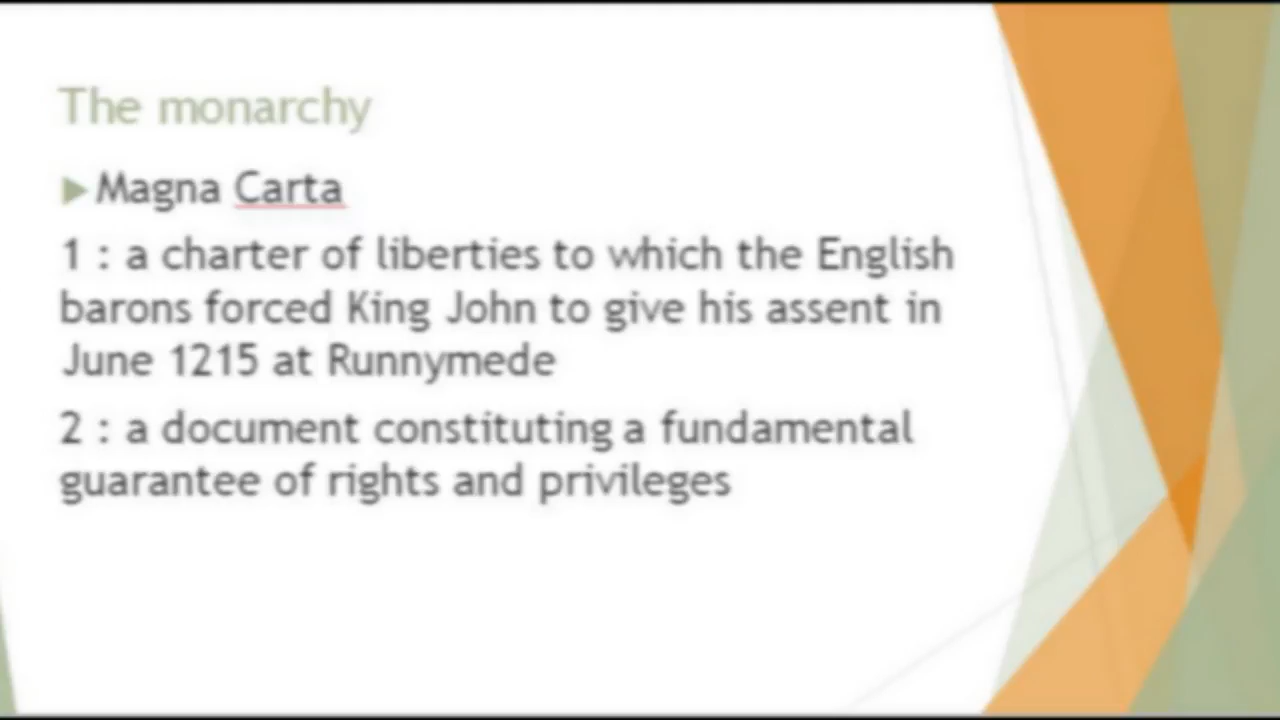 The monarchy
Magna Carta
1 : a charter of liberties to which the English
barons forced King John to give his assent in
June 1215 at Runnymede
2 : a document constituting a fundamental
guarantee of rights and privileges